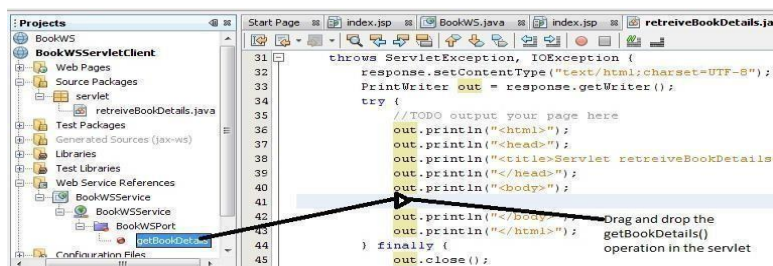 Projects
BookWS
BookWSServletClient
Web Pages
Source Packages
servlet
retreiveBookDetails.java
Test Packages
Generated Sources (jax-ws)
Libraries
Test Libraries
Web Service References
BookWSService
BookWSService
BookWSPort
getBookDetails
Configuration Files
Start Page index.jsp BookWS.java index.jsp retreiveBookDetails.ja
31 throws ServletException, IOException {
32 response.setContentType("text/html;charset=UTF-8");
33 PrintWriter out = response.getWriter();
34 try {
35 //TODO output your page here
36 out.println("<html>");
37 out.println("<head>");
38 out.println("<title>Servlet retreiveBookDetails
39 out.println("</head>");
40 out.println("<body>");
41
42 out.println("</body>");
43 out.println("</html>");
44 } finally {
45 out.close();
Drag and drop the
getBookDetails()
operation in the servlet